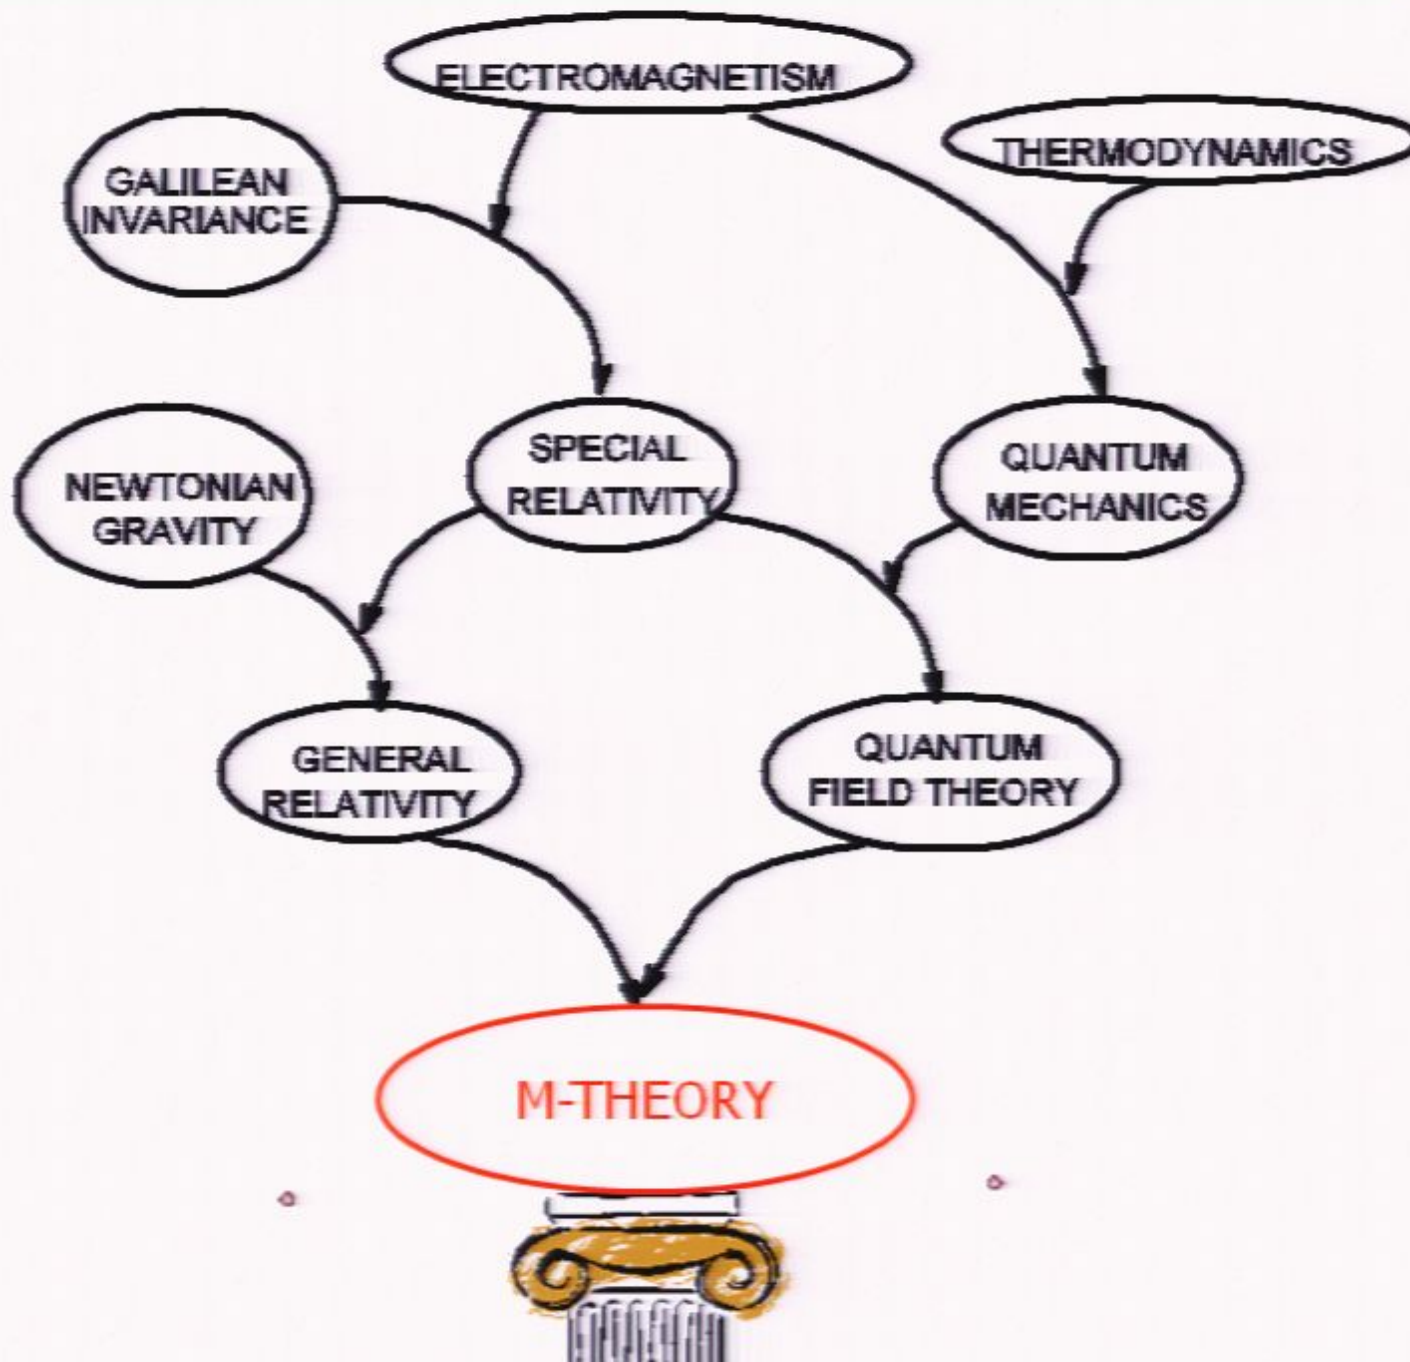 ELECTROMAGNETISM
THERMODYNAMICS
GALILEAN
INVARIANCE
SPECIAL
RELATIVITY
QUANTUM
MECHANICS
NEWTONIAN
GRAVITY
GENERAL
RELATIVITY
QUANTUM
FIELD THEORY
M-THEORY